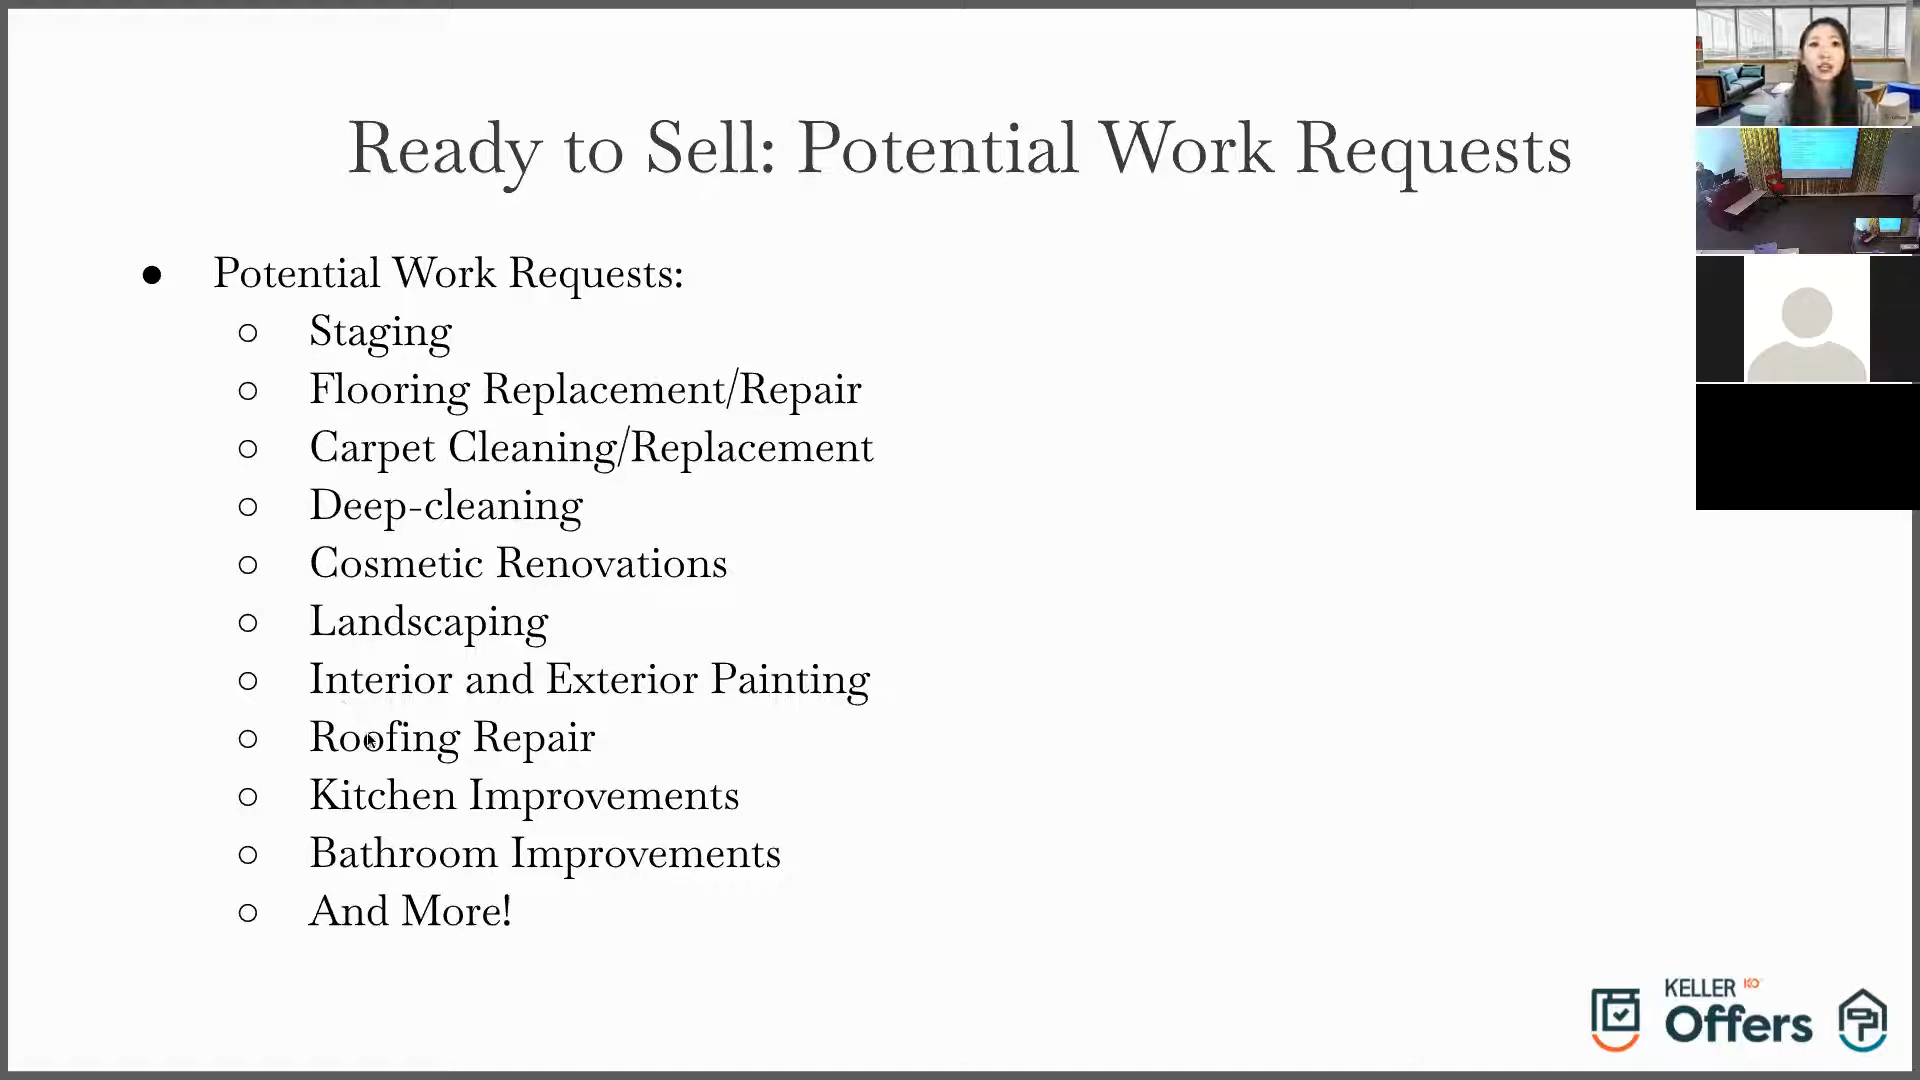 Ready to Sell: Potential Work Requests
● Potential Work Requests:
○ Staging
○ Flooring Replacement/Repair
○ Carpet Cleaning/Replacement
○ Deep-cleaning
○ Cosmetic Renovations
○ Landscaping
○ Interior and Exterior Painting
○ Roofing Repair
○ Kitchen Improvements
○ Bathroom Improvements
○ And More!
KELLER KO
Offers